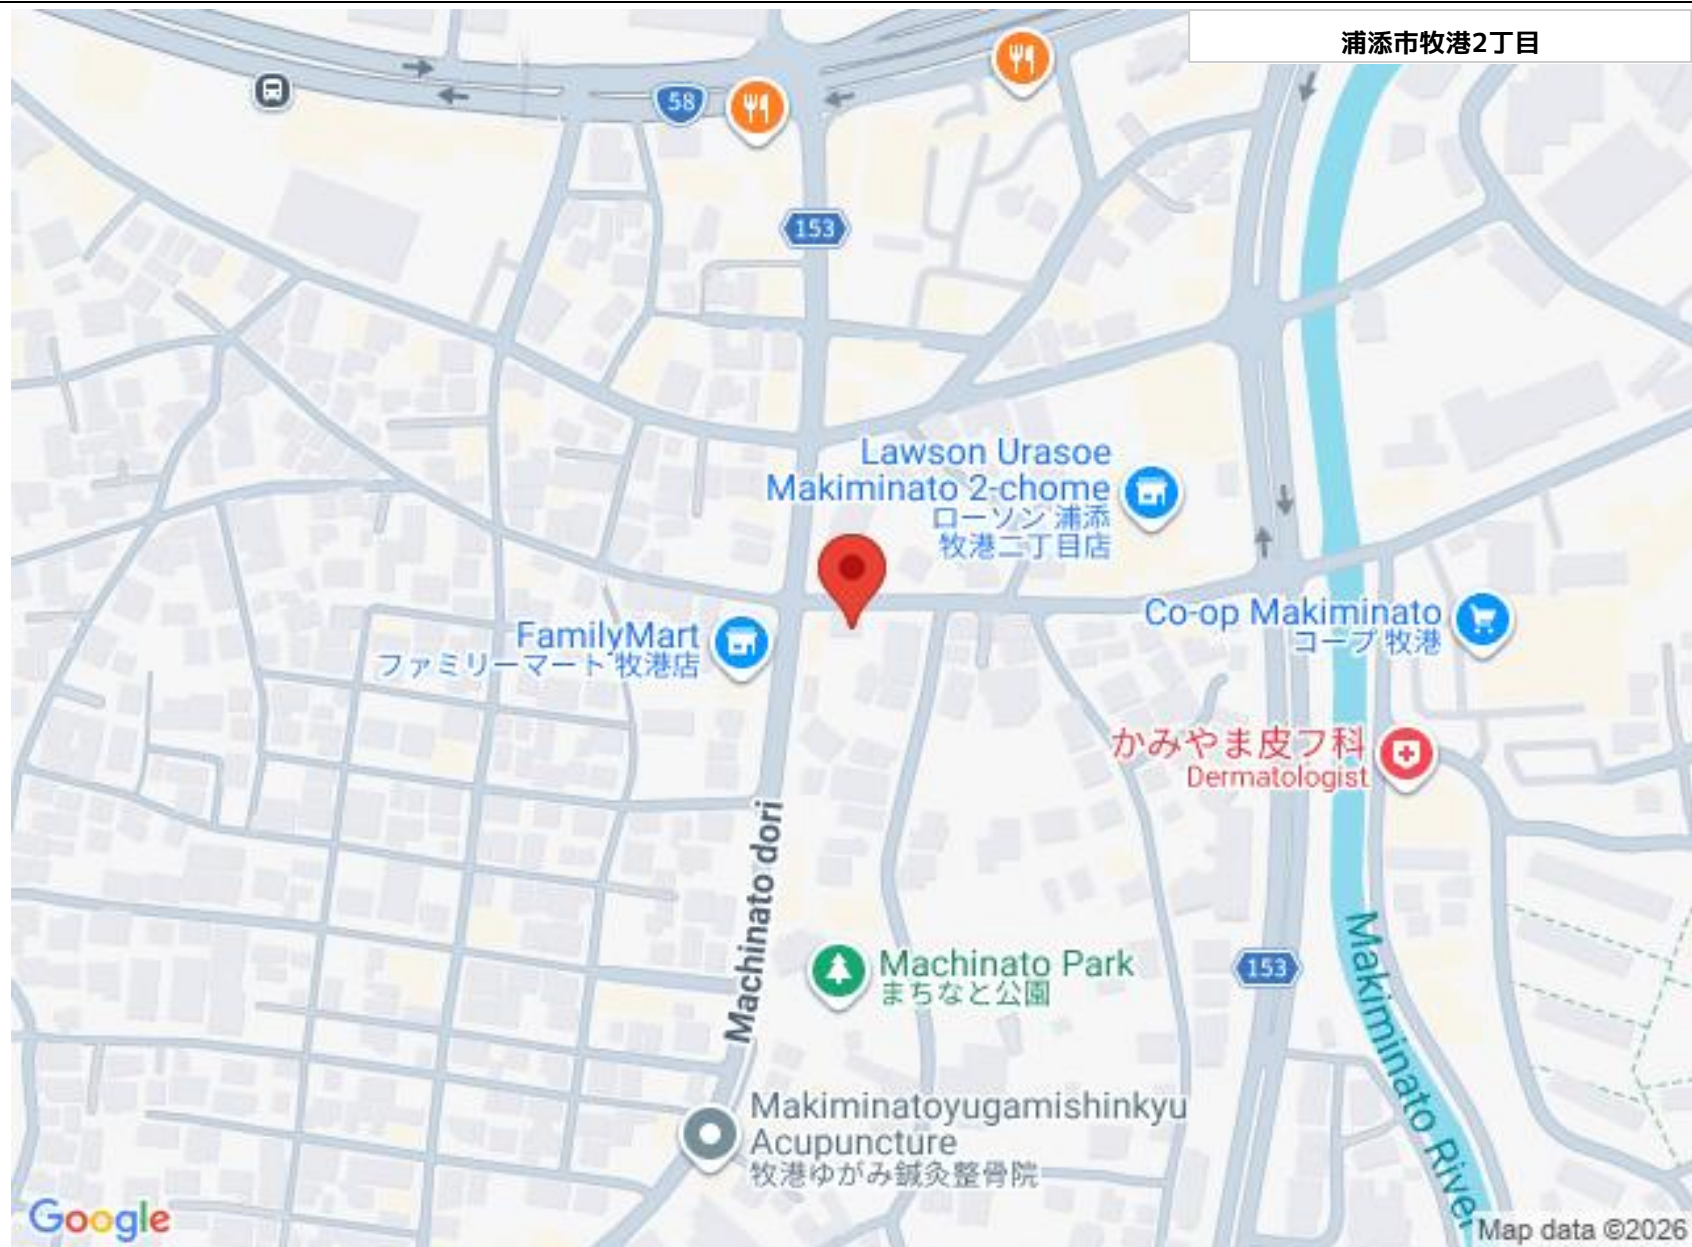 浦添市牧港2丁目
58
153
Lawson Urasoe
Makiminato 2-chome
ローソン 浦添
牧港二丁目店
FamilyMart
ファミリーマート 牧港店
Co-op Makiminato
コープ 牧港
かみやま皮フ科
Dermatologist
Machinato dori
Machinato Park
まちなと公園
153
Makiminato River
Makiminatoyugamishinkyu
Acupuncture
牧港ゆがみ鍼灸整骨院
Google
Map data ©2026